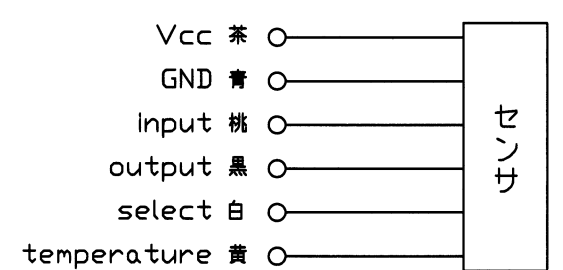 Vcc 茶
GND 青
input 桃
output 黒
select 白
temperature 黄
センサ